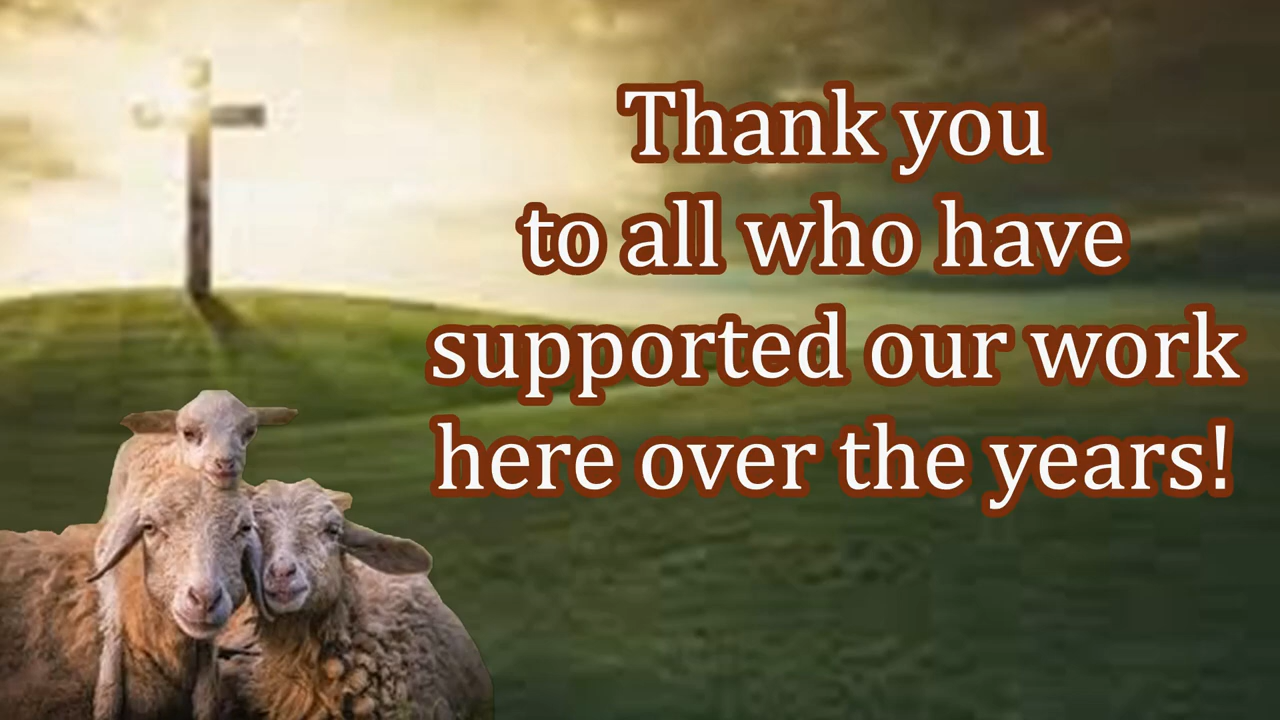 Thank you
to all who have
supported our work
here over the years!